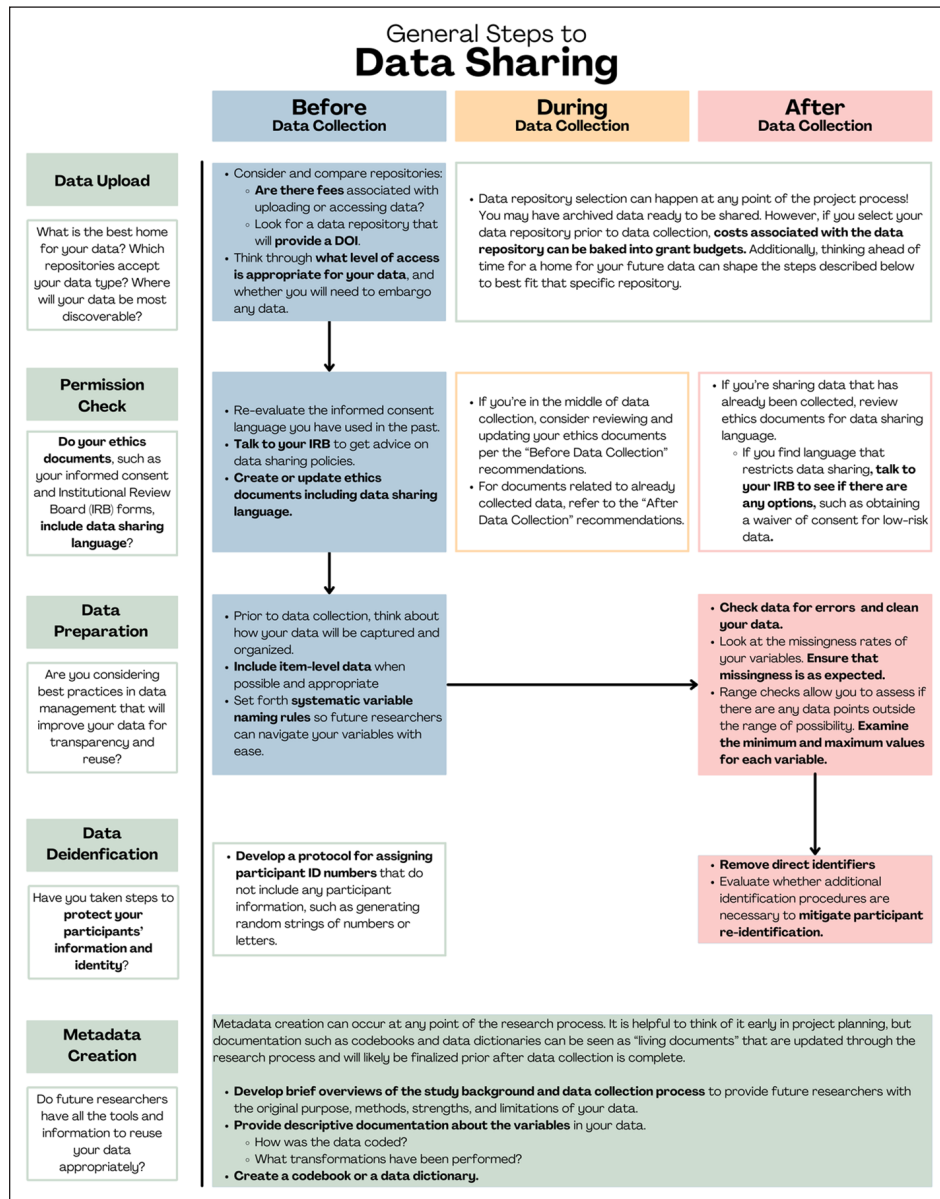 General Steps to
Data Sharing
Before
Data Collection
During
Data Collection
After
Data Collection
Data Upload
What is the best home
for your data? Which
repositories accept
your data type? Where
will your data be most
discoverable?
• Consider and compare repositories:
◦ Are there fees associated with
uploading or accessing data?
◦ Look for a data repository that
will provide a DOI.
• Think through what level of access
is appropriate for your data, and
whether you will need to embargo
any data.
• Data repository selection can happen at any point of the project process!
You may have archived data ready to be shared. However, if you select your
data repository prior to data collection, costs associated with the data
repository can be baked into grant budgets. Additionally, thinking ahead of
time for a home for your future data can shape the steps described below
to best fit that specific repository.
Permission
Check
Do your ethics
documents, such as
your informed consent
and Institutional Review
Board (IRB) forms,
include data sharing
language?
• Re-evaluate the informed consent
language you have used in the past.
• Talk to your IRB to get advice on
data sharing policies.
• Create or update ethics
documents including data sharing
language.
• If you're in the middle of data
collection, consider reviewing and
updating your ethics documents
per the "Before Data Collection"
recommendations.
• For documents related to already
collected data, refer to the "After
Data Collection" recommendations.
• If you're sharing data that has
already been collected, review
ethics documents for data sharing
language.
◦ If you find language that
restricts data sharing, talk to
your IRB to see if there are
any options, such as obtaining
a waiver of consent for low-risk
data.
Data
Preparation
Are you considering
best practices in data
management that will
improve your data for
transparency and
reuse?
• Prior to data collection, think about
how your data will be captured and
organized.
• Include item-level data when
possible and appropriate
• Set forth systematic variable
naming rules so future researchers
can navigate your variables with
ease.
• Check data for errors and clean
your data.
• Look at the missingness rates of
your variables. Ensure that
missingness is as expected.
• Range checks allow you to assess if
there are any data points outside
the range of possibility. Examine
the minimum and maximum values
for each variable.
Data
Deidenfication
Have you taken steps to
protect your
participants'
information and
identity?
• Develop a protocol for assigning
participant ID numbers that do
not include any participant
information, such as generating
random strings of numbers or
letters.
• Remove direct identifiers
• Evaluate whether additional
identification procedures are
necessary to mitigate participant
re-identification.
Metadata
Creation
Do future researchers
have all the tools and
information to reuse
your data
appropriately?
Metadata creation can occur at any point of the research process. It is helpful to think of it early in project planning, but
documentation such as codebooks and data dictionaries can be seen as "living documents" that are updated through the
research process and will likely be finalized prior after data collection is complete.
• Develop brief overviews of the study background and data collection process to provide future researchers with
the original purpose, methods, strengths, and limitations of your data.
• Provide descriptive documentation about the variables in your data.
◦ How was the data coded?
◦ What transformations have been performed?
• Create a codebook or a data dictionary.